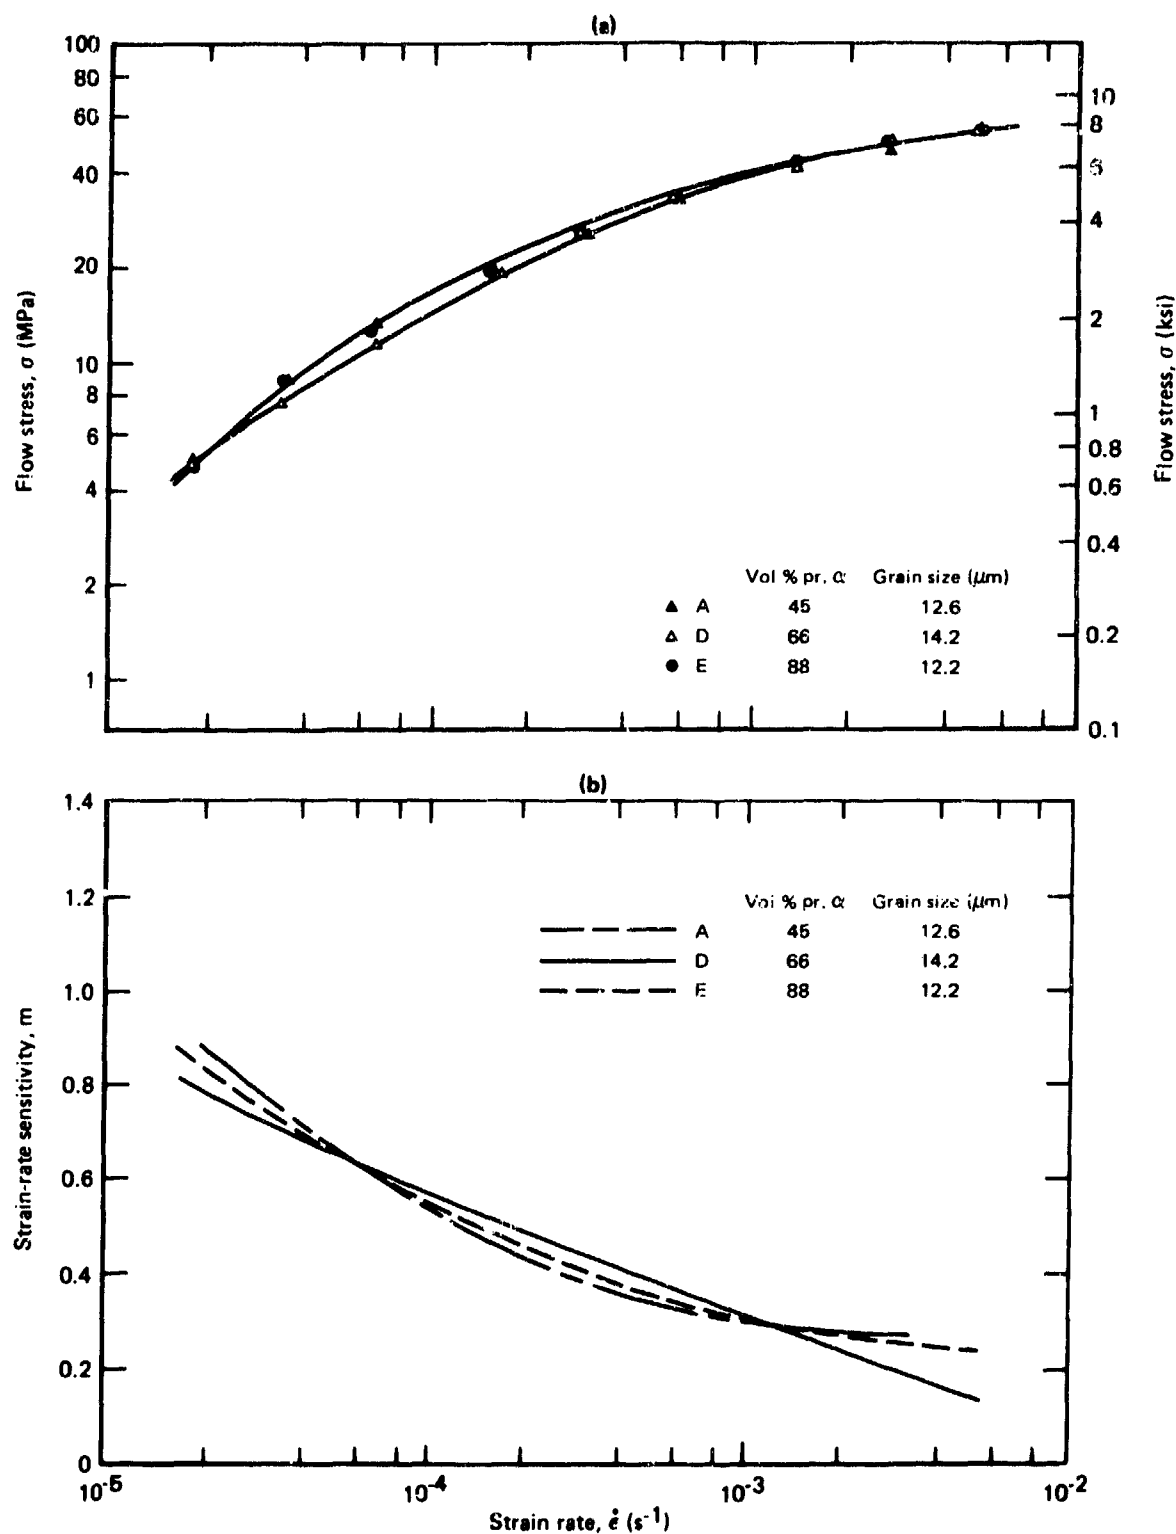 (a)
100
80
60
40
20
10
8
6
4
2
1
Flow stress, σ (MPa)
10
8
6
4
2
1
0.8
0.6
0.4
0.2
0.1
Flow stress, σ (ksi)
Vol % pr. α Grain size (μm)
A 45 12.6
D 66 14.2
E 88 12.2
(b)
1.4
1.2
1.0
0.8
0.6
0.4
0.2
0
Strain-rate sensitivity, m
Vol % pr. α Grain size (μm)
A 45 12.6
D 66 14.2
E 88 12.2
10⁻⁵ 10⁻⁴ 10⁻³ 10⁻²
Strain rate, ε̇ (s⁻¹)